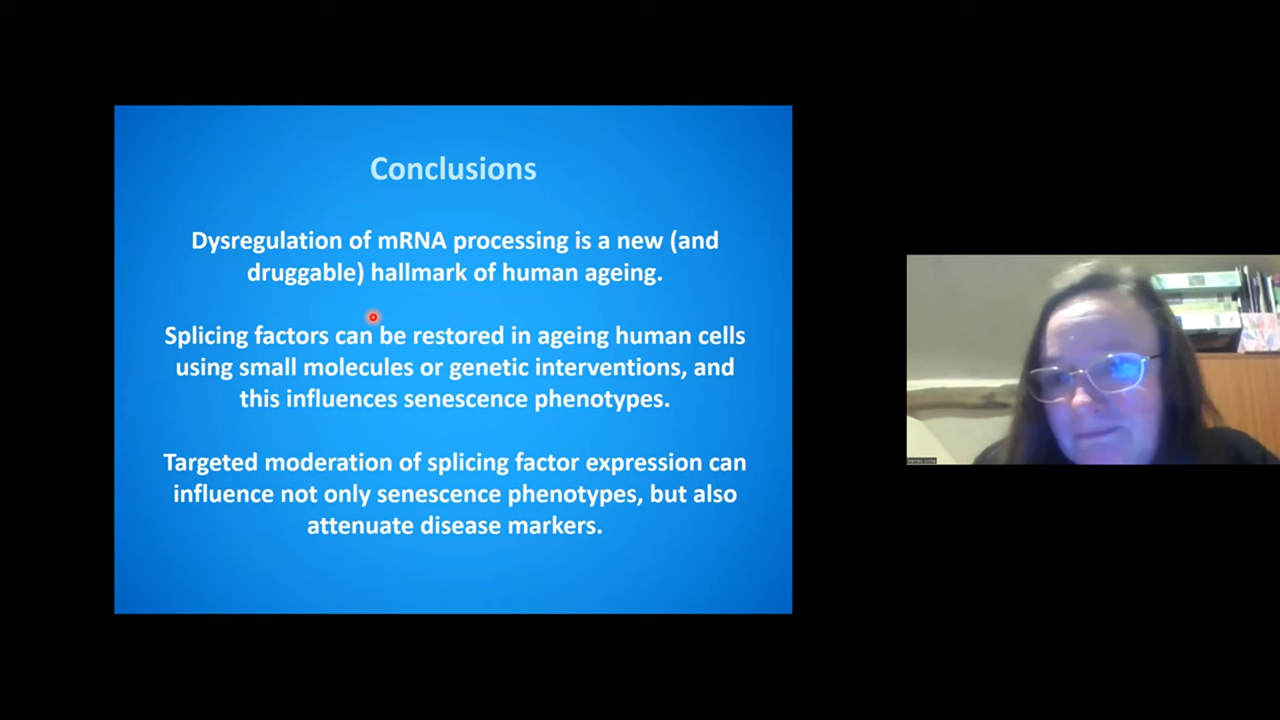 Conclusions
Dysregulation of mRNA processing is a new (and
druggable) hallmark of human ageing.
Splicing factors can be restored in ageing human cells
using small molecules or genetic interventions, and
this influences senescence phenotypes.
Targeted moderation of splicing factor expression can
influence not only senescence phenotypes, but also
attenuate disease markers.